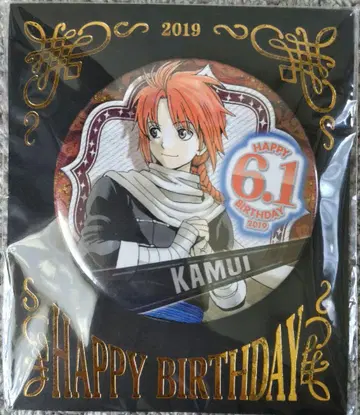 2019
HAPPY
6.1
BIRTHDAY
2019
KAMUI
HAPPY BIRTHDAY